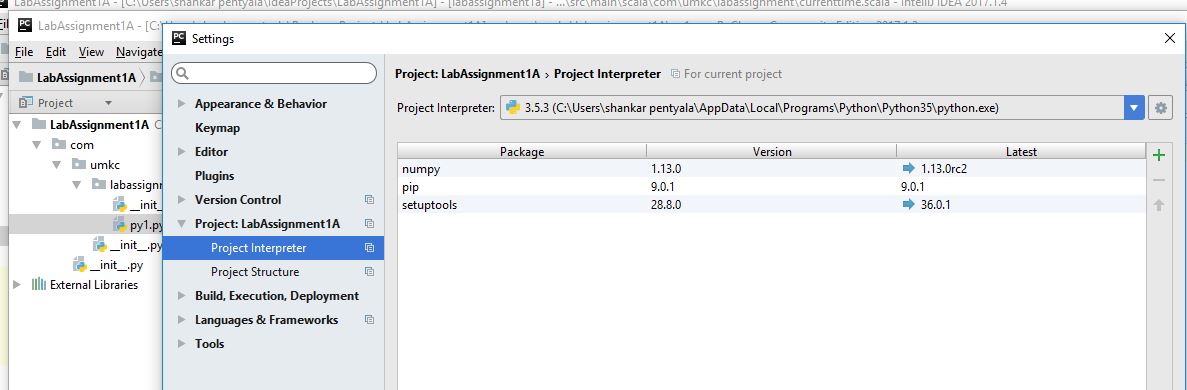 LabAssignment1A - [C:\Users\shankar pentyala\IdeaProjects\LabAssignment1A] - [labassignment1a] - ...\src\main\scala\com\umkc\labassignment\currenttime.scala - IntelliJ IDEA 2017.1.4
LabAssignment1A - [C:\
Settings
File Edit View Navigate
LabAssignment1A
Project: LabAssignment1A › Project Interpreter For current project
Project
Project Interpreter: 3.5.3 (C:\Users\shankar pentyala\AppData\Local\Programs\Python\Python35\python.exe)
LabAssignment1A
com
umkc
labassignm
__init_
py1.py
__init__.py
__init__.py
External Libraries
Appearance & Behavior
Keymap
Editor
Plugins
Version Control
Project: LabAssignment1A
Project Interpreter
Project Structure
Build, Execution, Deployment
Languages & Frameworks
Tools
Package Version Latest
numpy 1.13.0 1.13.0rc2
pip 9.0.1 9.0.1
setuptools 28.8.0 36.0.1